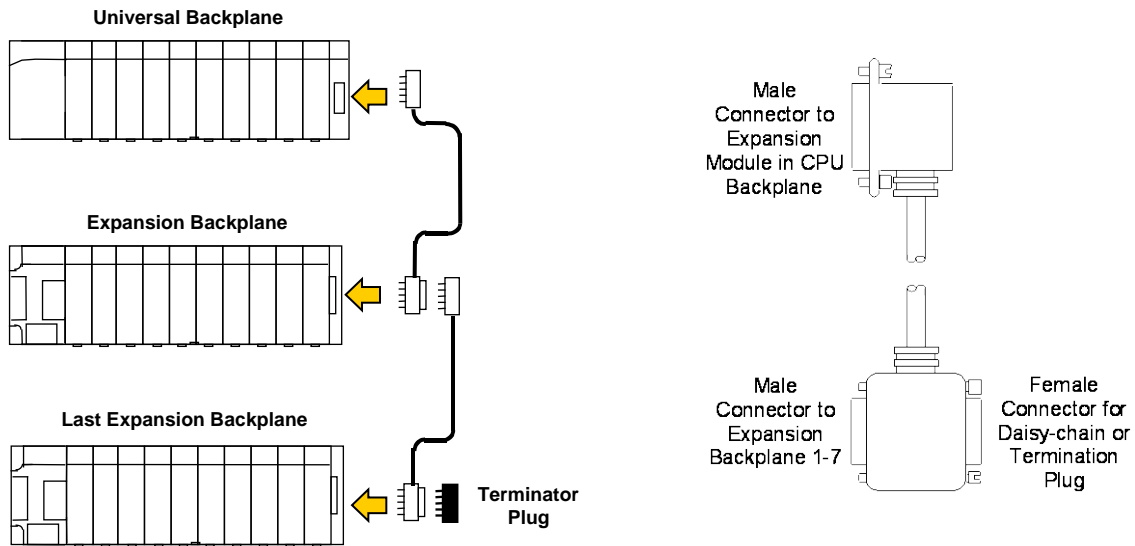 Universal Backplane
Expansion Backplane
Last Expansion Backplane
Terminator
Plug
Male
Connector to
Expansion
Module in CPU
Backplane
Male
Connector to
Expansion
Backplane 1-7
Female
Connector for
Daisy-chain or
Termination
Plug